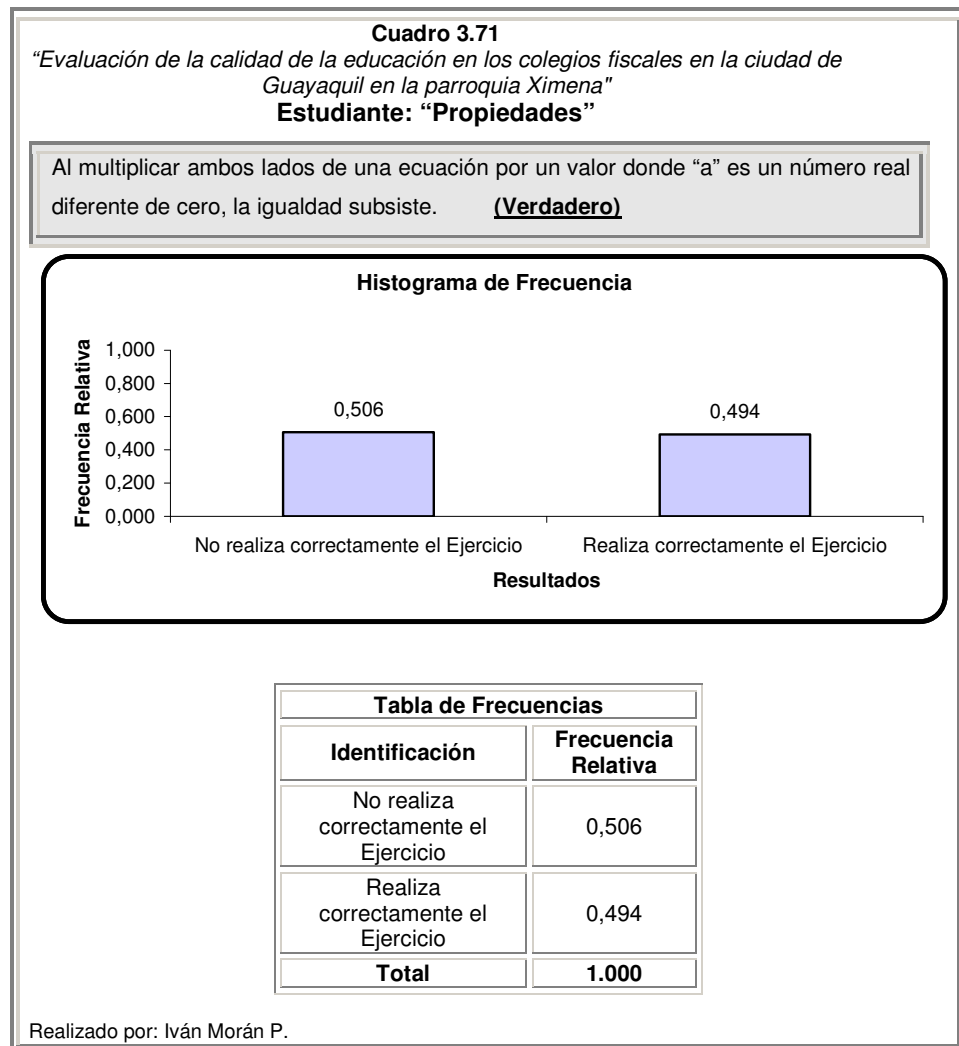 Cuadro 3.71
“Evaluación de la calidad de la educación en los colegios fiscales en la ciudad de
Guayaquil en la parroquia Ximena"
Estudiante: “Propiedades”
Al multiplicar ambos lados de una ecuación por un valor donde “a” es un número real
diferente de cero, la igualdad subsiste. (Verdadero)
Histograma de Frecuencia
Frecuencia Relativa
1,000
0,800
0,600
0,400
0,200
0,000
0,506
0,494
No realiza correctamente el Ejercicio
Realiza correctamente el Ejercicio
Resultados
Tabla de Frecuencias
Identificación
Frecuencia
Relativa
No realiza
correctamente el
Ejercicio
0,506
Realiza
correctamente el
Ejercicio
0,494
Total
1.000
Realizado por: Iván Morán P.